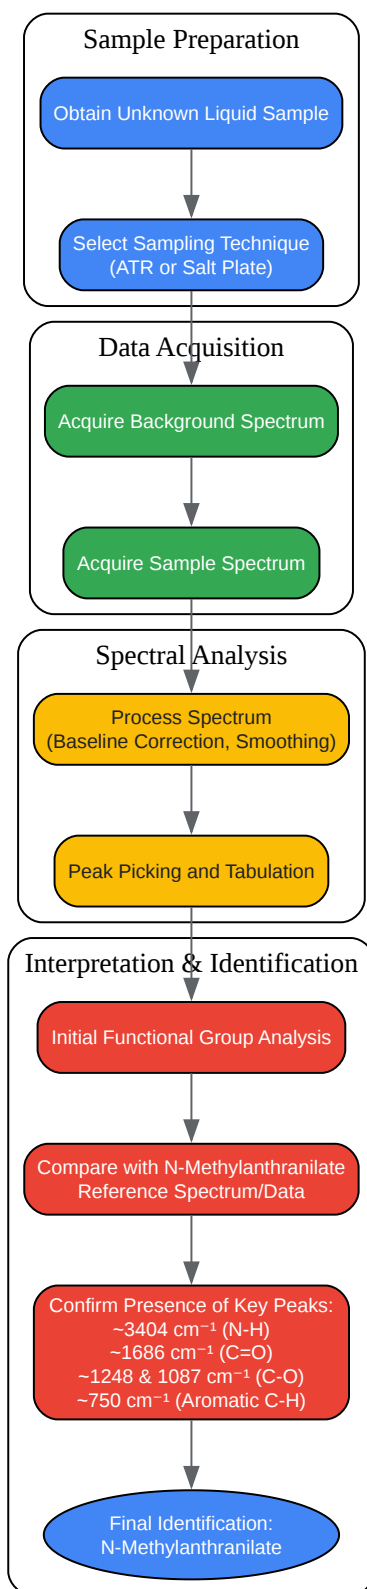 Sample Preparation
Obtain Unknown Liquid Sample
Select Sampling Technique
(ATR or Salt Plate)
Data Acquisition
Acquire Background Spectrum
Acquire Sample Spectrum
Spectral Analysis
Process Spectrum
(Baseline Correction, Smoothing)
Peak Picking and Tabulation
Interpretation & Identification
Initial Functional Group Analysis
Compare with N-Methylanthranilate
Reference Spectrum/Data
Confirm Presence of Key Peaks:
~3404 cm⁻¹ (N-H)
~1686 cm⁻¹ (C=O)
~1248 & 1087 cm⁻¹ (C-O)
~750 cm⁻¹ (Aromatic C-H)
Final Identification:
N-Methylanthranilate